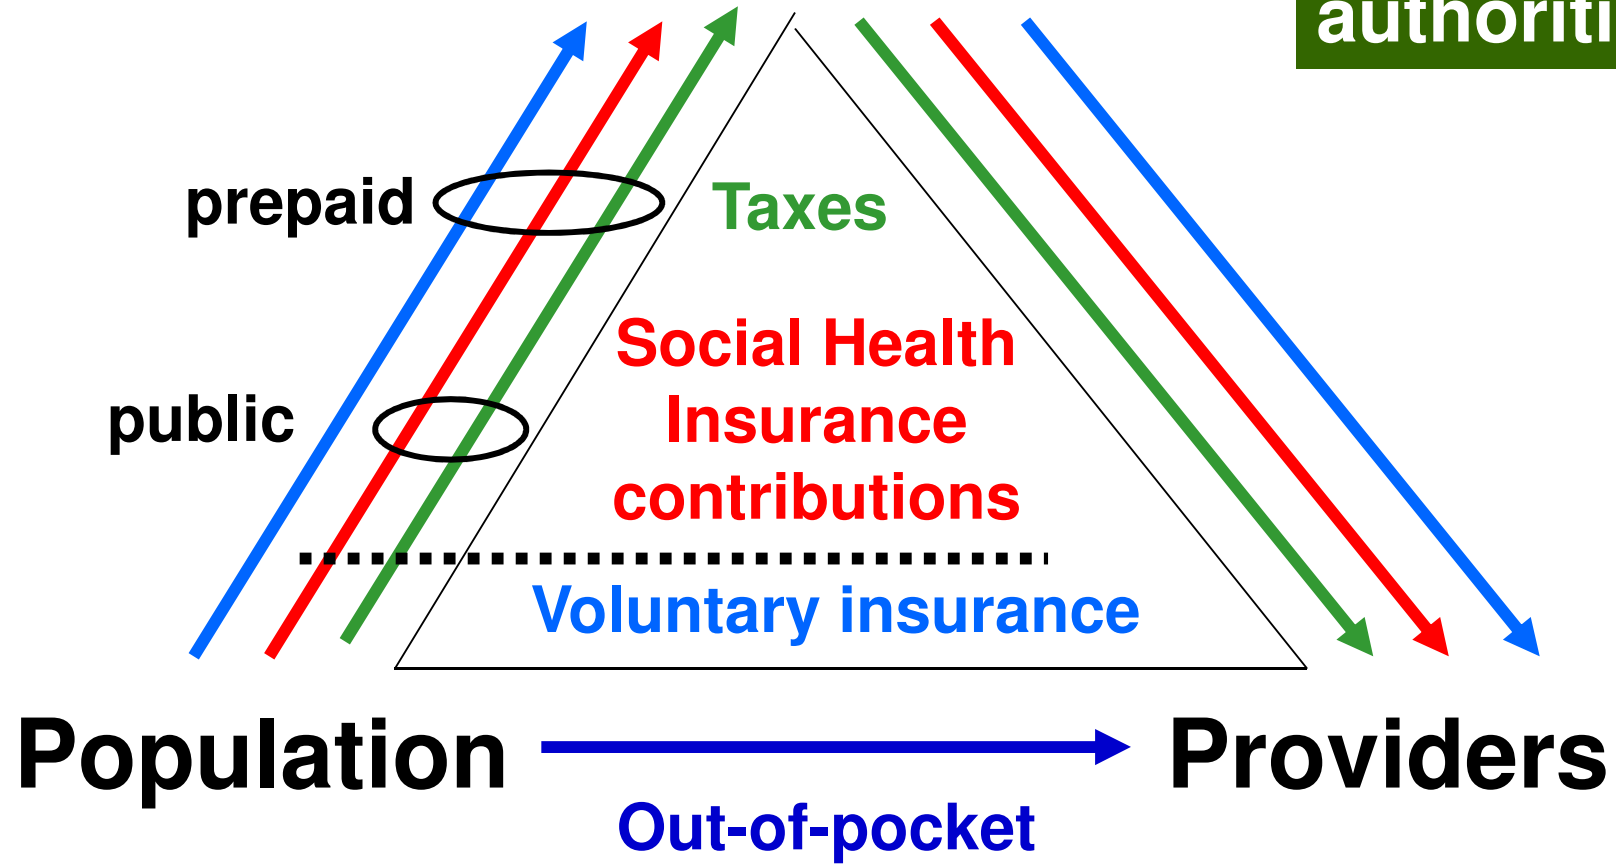 authoriti
prepaid
Taxes
Social Health
Insurance
contributions
public
Voluntary insurance
Population
Providers
Out-of-pocket